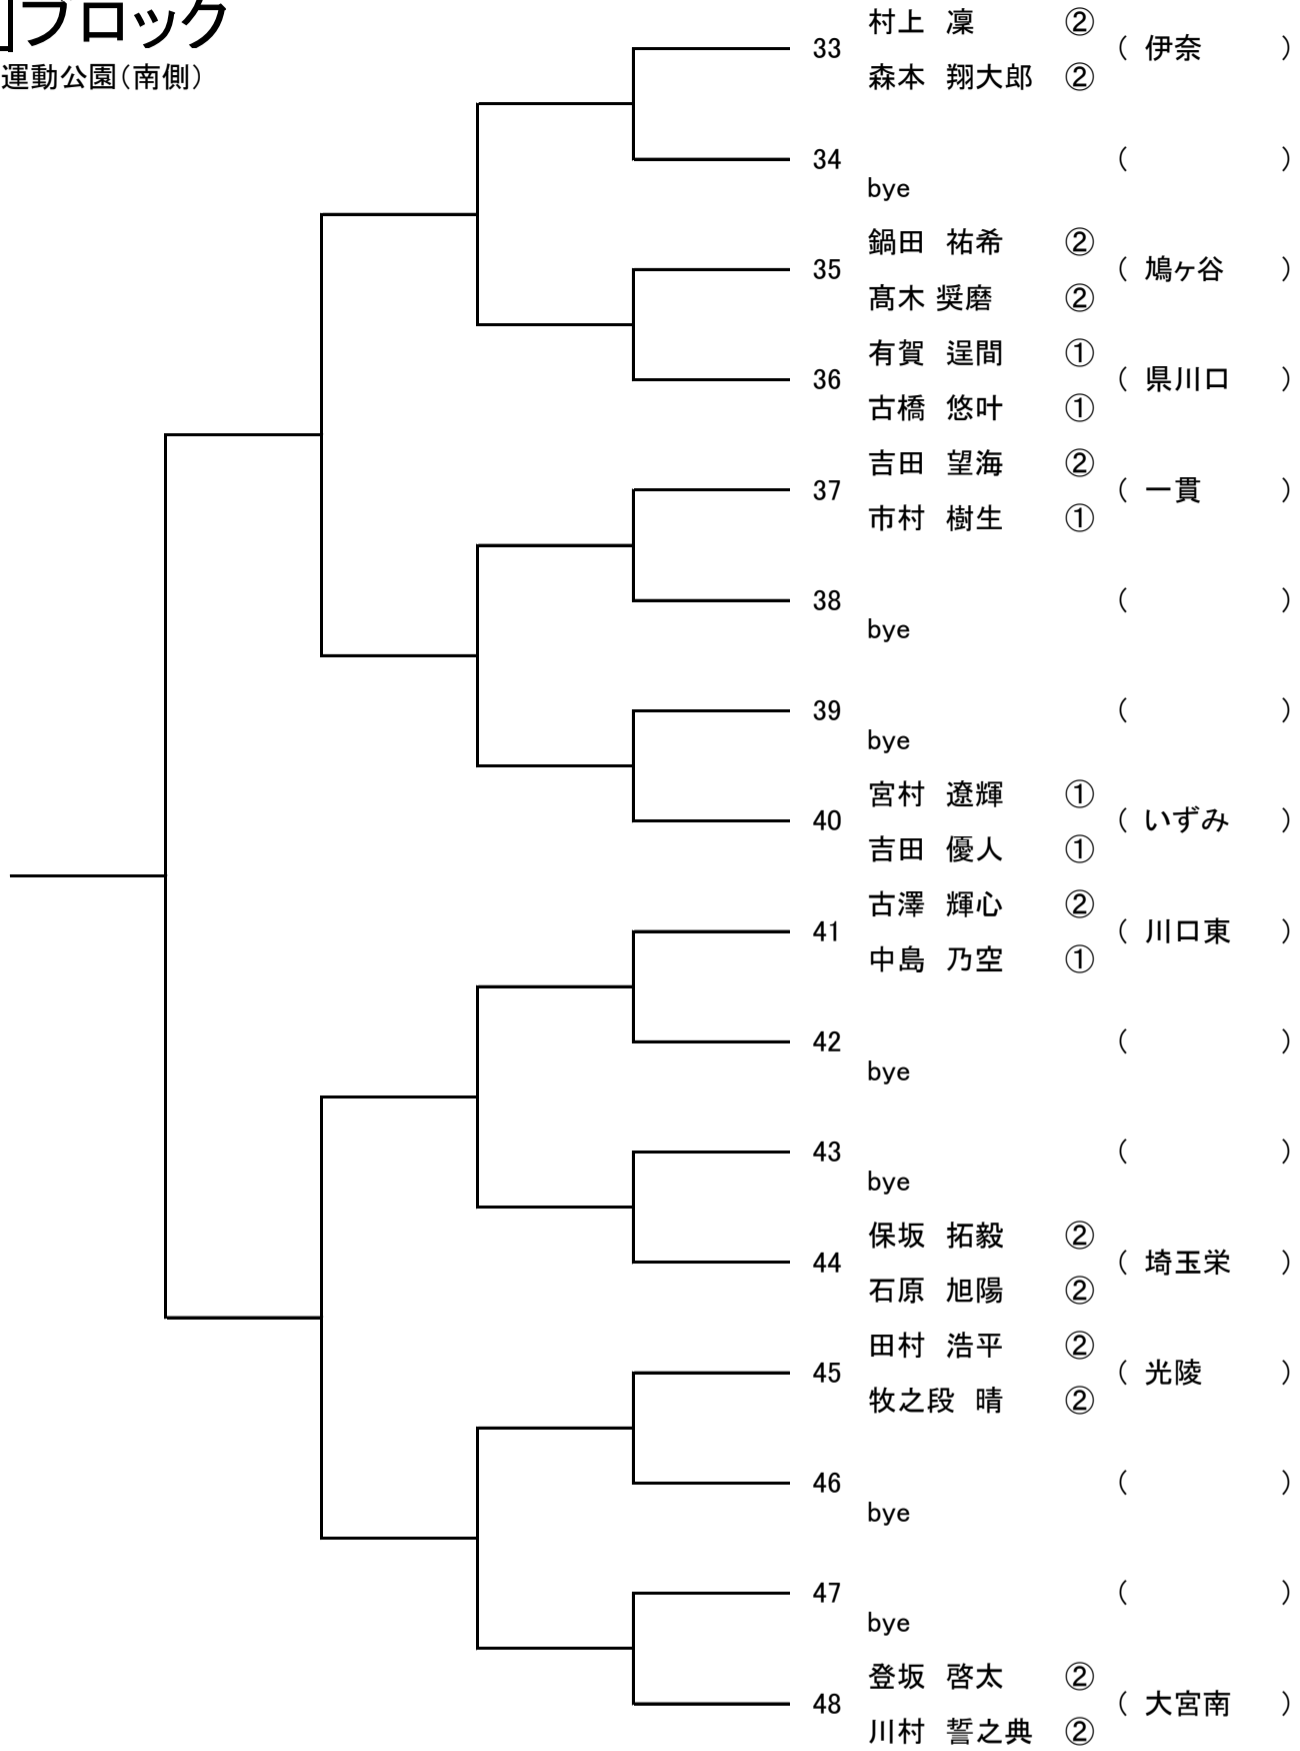 ブロック
運動公園(南側)
33 村上 凜 ② ( 伊奈 )
森本 翔大郎 ②
34 bye ( )
35 鍋田 祐希 ② ( 鳩ヶ谷 )
髙木 奨磨 ②
36 有賀 逞間 ① ( 県川口 )
古橋 悠叶 ①
37 吉田 望海 ② ( 一貫 )
市村 樹生 ①
38 bye ( )
39 bye ( )
40 宮村 遼輝 ① ( いずみ )
吉田 優人 ①
41 古澤 輝心 ② ( 川口東 )
中島 乃空 ①
42 bye ( )
43 bye ( )
44 保坂 拓毅 ② ( 埼玉栄 )
石原 旭陽 ②
45 田村 浩平 ② ( 光陵 )
牧之段 晴 ②
46 bye ( )
47 bye ( )
48 登坂 啓太 ② ( 大宮南 )
川村 誓之典 ②